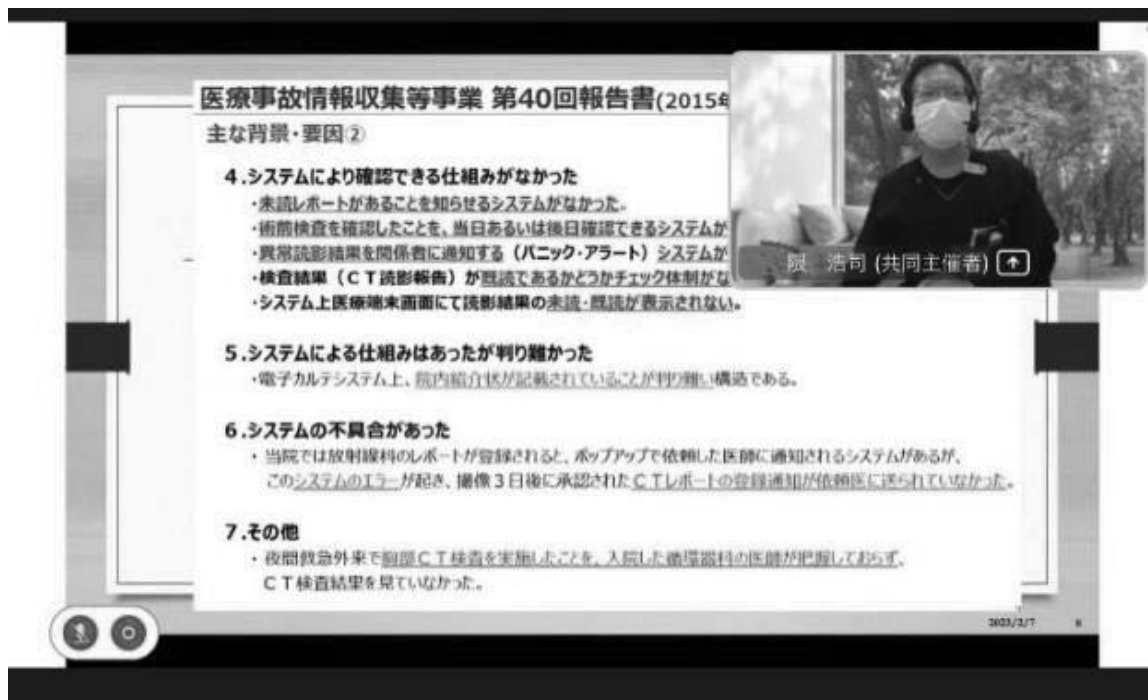 医療事故情報収集等事業 第40回報告書(2015年
主な背景・要因②
4.システムにより確認できる仕組みがなかった
・未読レポートがあることを知らせるシステムがなかった。
・術前検査を確認したことを、当日あるいは後日確認できるシステムが
・異常読影結果を関係者に通知する(パニック・アラート)システムが
・検査結果(CT読影報告)が既読であるかどうかチェック体制がな
・システム上医療端末画面にて読影結果の未読・既読が表示されない。
隈 浩司 (共同主催者)
5.システムによる仕組みはあったが判り難かった
・電子カルテシステム上、院内紹介状が記載されていることが判り難い構造である。
6.システムの不具合があった
・当院では放射線科のレポートが登録されると、ポップアップで依頼した医師に通知されるシステムがあるが、
このシステムのエラーが起き、撮像3日後に承認されたCTレポートの登録通知が依頼医に送られていなかった。
7.その他
・夜間救急外来で胸部CT検査を実施したことを、入院した循環器科の医師が把握しておらず、
CT検査結果を見ていなかった。
2023/2/7
8